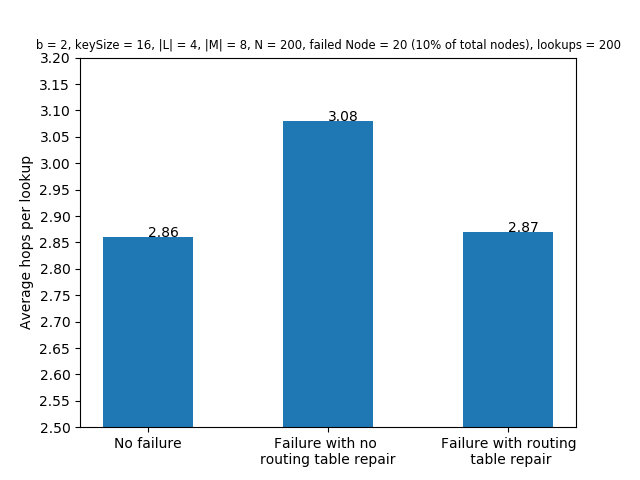 b = 2, keySize = 16, |L| = 4, |M| = 8, N = 200, failed Node = 20 (10% of total nodes), lookups = 200
3.20
3.15
3.10
3.05
3.00
2.95
2.90
2.85
2.80
2.75
2.70
2.65
2.60
2.55
2.50
Average hops per lookup
2.86
3.08
2.87
No failure
Failure with no
routing table repair
Failure with routing
table repair